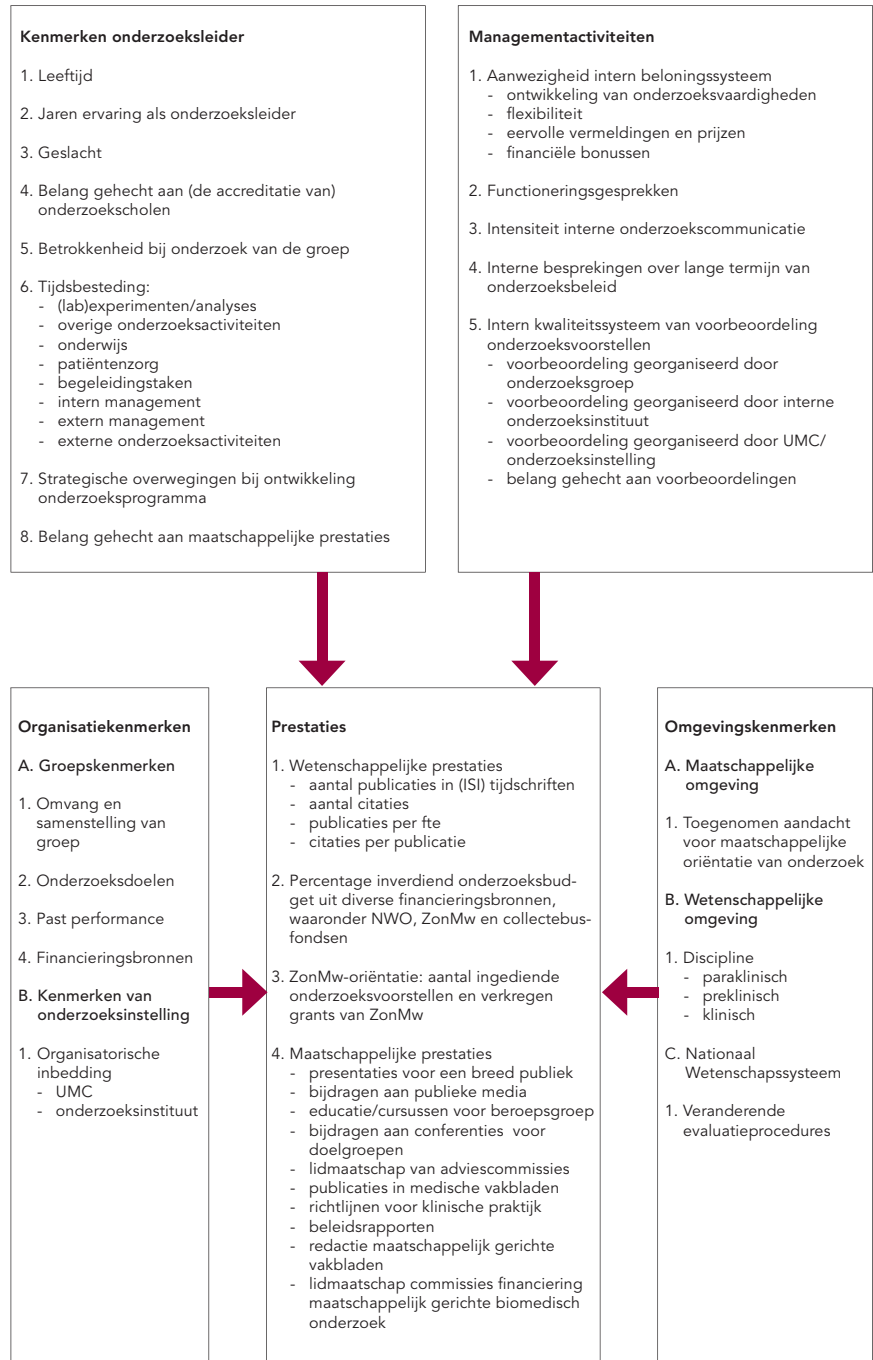 Kenmerken onderzoeksleider
1. Leeftijd
2. Jaren ervaring als onderzoeksleider
3. Geslacht
4. Belang gehecht aan (de accreditatie van)
onderzoekscholen
5. Betrokkenheid bij onderzoek van de groep
6. Tijdsbesteding:
- (lab)experimenten/analyses
- overige onderzoeksactiviteiten
- onderwijs
- patiëntenzorg
- begeleidingstaken
- intern management
- extern management
- externe onderzoeksactiviteiten
7. Strategische overwegingen bij ontwikkeling
onderzoeksprogramma
8. Belang gehecht aan maatschappelijke prestaties
Managementactiviteiten
1. Aanwezigheid intern beloningssysteem
- ontwikkeling van onderzoeksvaardigheden
- flexibiliteit
- eervolle vermeldingen en prijzen
- financiële bonussen
2. Functioneringsgesprekken
3. Intensiteit interne onderzoekscommunicatie
4. Interne besprekingen over lange termijn van
onderzoeksbeleid
5. Intern kwaliteitssysteem van voorbeoordeling
onderzoeksvoorstellen
- voorbeoordeling georganiseerd door
onderzoeksgroep
- voorbeoordeling georganiseerd door interne
onderzoeksinstituut
- voorbeoordeling georganiseerd door UMC/
onderzoeksinstelling
- belang gehecht aan voorbeoordelingen
Organisatiekenmerken
A. Groepskenmerken
1. Omvang en
samenstelling van
groep
2. Onderzoeksdoelen
3. Past performance
4. Financieringsbronnen
B. Kenmerken van
onderzoeksinstelling
1. Organisatorische
inbedding
- UMC
- onderzoeksinstituut
Prestaties
1. Wetenschappelijke prestaties
- aantal publicaties in (ISI) tijdschriften
- aantal citaties
- publicaties per fte
- citaties per publicatie
2. Percentage inverdiend onderzoeksbud-
get uit diverse financieringsbronnen,
waaronder NWO, ZonMw en collectebus-
fondsen
3. ZonMw-oriëntatie: aantal ingediende
onderzoeksvoorstellen en verkregen
grants van ZonMw
4. Maatschappelijke prestaties
- presentaties voor een breed publiek
- bijdragen aan publieke media
- educatie/cursussen voor beroepsgroep
- bijdragen aan conferenties voor
doelgroepen
- lidmaatschap van adviescommissies
- publicaties in medische vakbladen
- richtlijnen voor klinische praktijk
- beleidsrapporten
- redactie maatschappelijk gerichte
vakbladen
- lidmaatschap commissies financiering
maatschappelijk gerichte biomedisch
onderzoek
Omgevingskenmerken
A. Maatschappelijke
omgeving
1. Toegenomen aandacht
voor maatschappelijke
oriëntatie van onderzoek
B. Wetenschappelijke
omgeving
1. Discipline
- paraklinisch
- preklinisch
- klinisch
C. Nationaal
Wetenschapssysteem
1. Veranderende
evaluatieprocedures